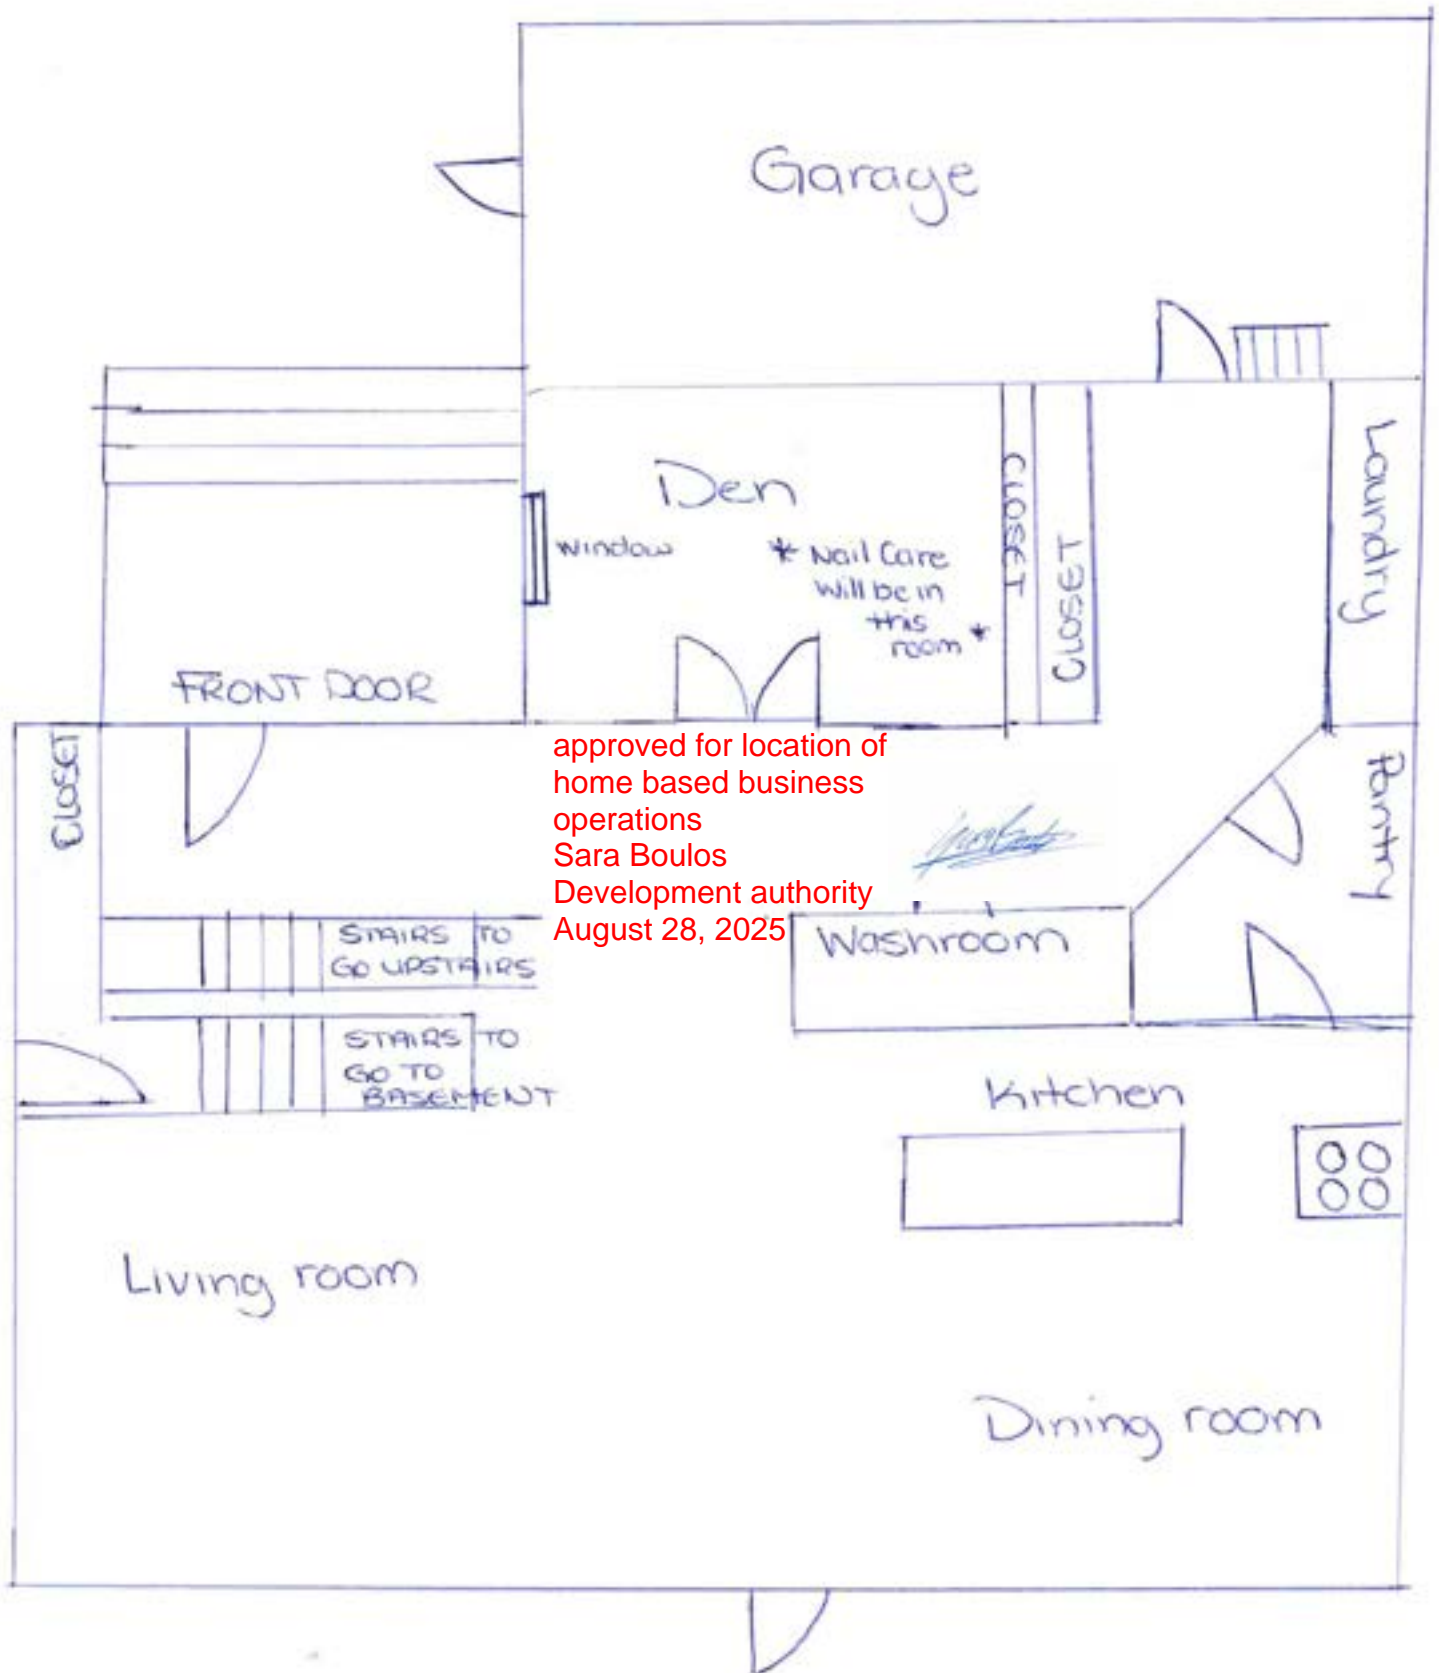 Garage
Den
window
* Nail Care
will be in
this
room *
CLOSET
CLOSET
Laundry
FRONT DOOR
CLOSET
approved for location of
home based business
operations
Sara Boulos
Development authority
August 28, 2025
Pantry
STAIRS TO
GO UPSTAIRS
Washroom
STAIRS TO
GO TO
BASEMENT
Kitchen
Living room
Dining room